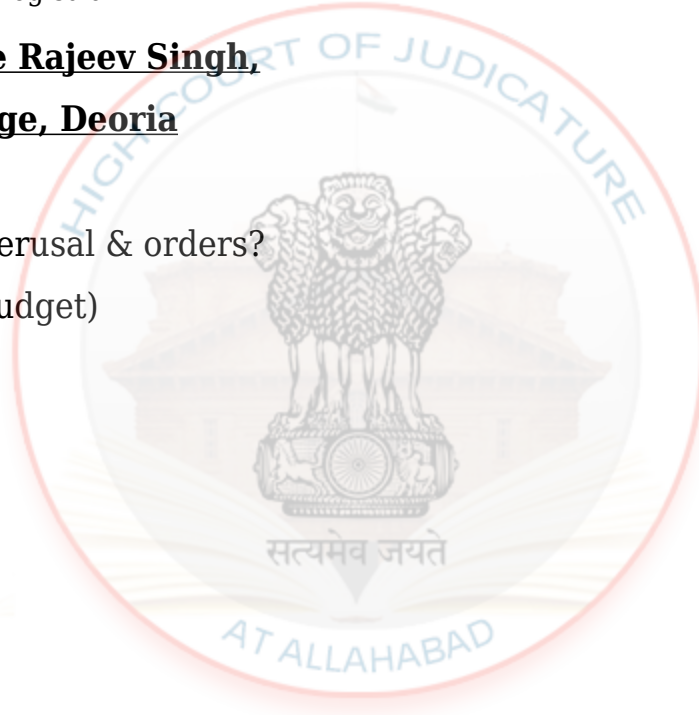 e Rajeev Singh,
ge, Deoria
erusal & orders?
udget)
HIGH COURT OF JUDICATURE
सत्यमेव जयते
AT ALLAHABAD